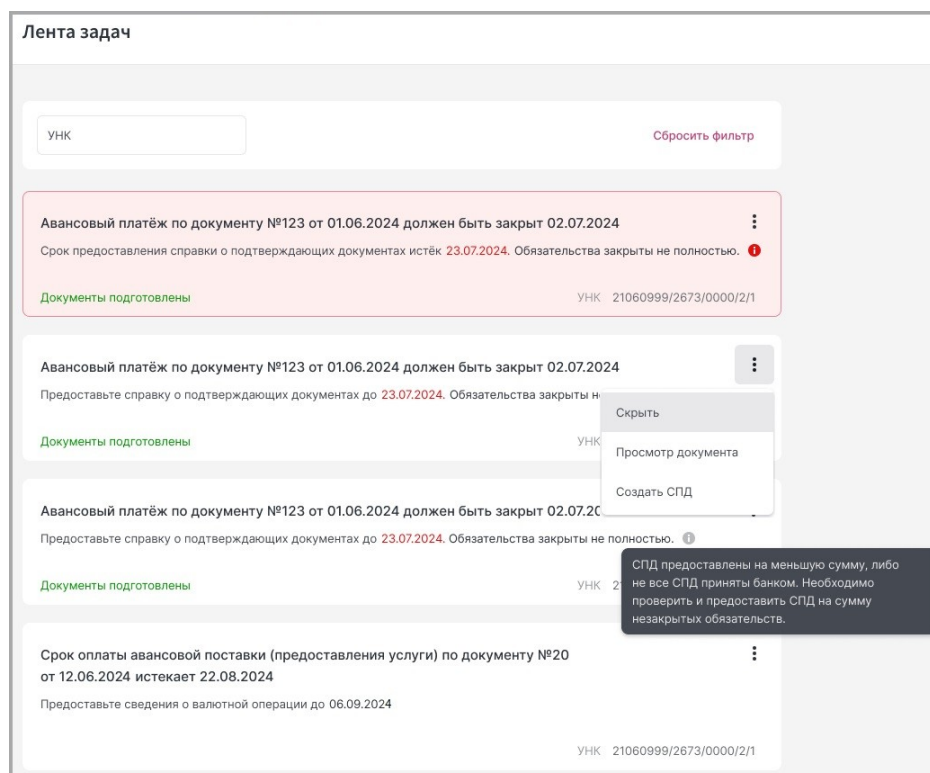 Лента задач
УНК
Сбросить фильтр
Авансовый платёж по документу №123 от 01.06.2024 должен быть закрыт 02.07.2024
Срок предоставления справки о подтверждающих документах истёк 23.07.2024. Обязательства закрыты не полностью.
Документы подготовлены
УНК 21060999/2673/0000/2/1
Авансовый платёж по документу №123 от 01.06.2024 должен быть закрыт 02.07.2024
Предоставьте справку о подтверждающих документах до 23.07.2024. Обязательства закрыты
Скрыть
Документы подготовлены
УНК
Просмотр документа
Создать СПД
Авансовый платёж по документу №123 от 01.06.2024 должен быть закрыт 02.07.20
Предоставьте справку о подтверждающих документах до 23.07.2024. Обязательства закрыты не полностью.
СПД предоставлены на меньшую сумму, либо
не все СПД приняты банком. Необходимо
проверить и предоставить СПД на сумму
незакрытых обязательств.
Документы подготовлены
УНК 2
Срок оплаты авансовой поставки (предоставления услуги) по документу №20
от 12.06.2024 истекает 22.08.2024
Предоставьте сведения о валютной операции до 06.09.2024
УНК 21060999/2673/0000/2/1